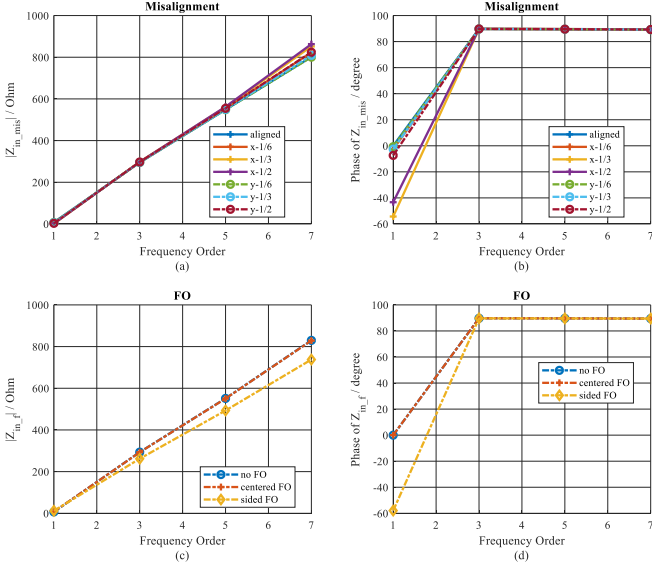 Misalignment
1000
800
600
400
200
0
|Z_in_mis| / Ohm
aligned
x-1/6
x-1/3
x-1/2
y-1/6
y-1/3
y-1/2
1 2 3 4 5 6 7
Frequency Order
(a)
Misalignment
100
80
60
40
20
0
-20
-40
-60
Phase of Z_in_mis / degree
aligned
x-1/6
x-1/3
x-1/2
y-1/6
y-1/3
y-1/2
1 2 3 4 5 6 7
Frequency Order
(b)
FO
1000
800
600
400
200
0
|Z_in_f| / Ohm
no FO
centered FO
sided FO
1 2 3 4 5 6 7
Frequency Order
(c)
FO
100
80
60
40
20
0
-20
-40
-60
Phase of Z_in_f / degree
no FO
centered FO
sided FO
1 2 3 4 5 6 7
Frequency Order
(d)